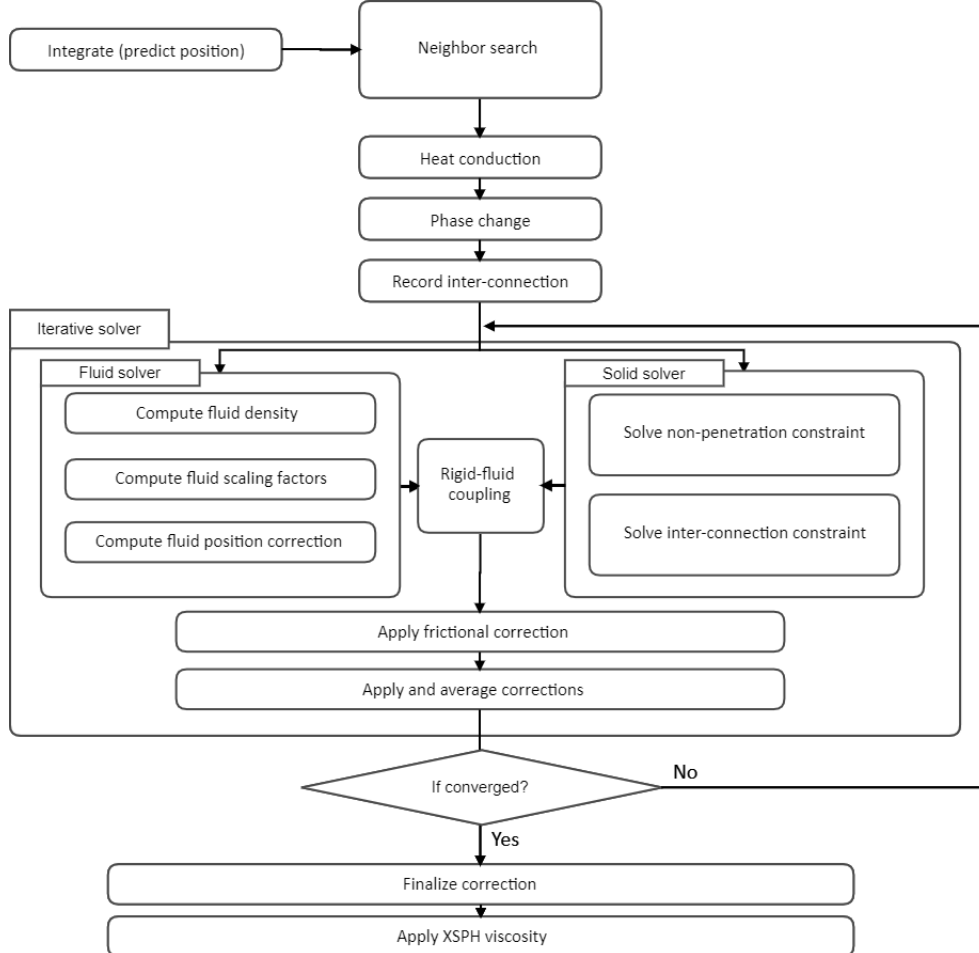 Integrate (predict position)
Neighbor search
Heat conduction
Phase change
Record inter-connection
Iterative solver
Fluid solver
Compute fluid density
Compute fluid scaling factors
Compute fluid position correction
Rigid-fluid
coupling
Solid solver
Solve non-penetration constraint
Solve inter-connection constraint
Apply frictional correction
Apply and average corrections
If converged?
No
Yes
Finalize correction
Apply XSPH viscosity